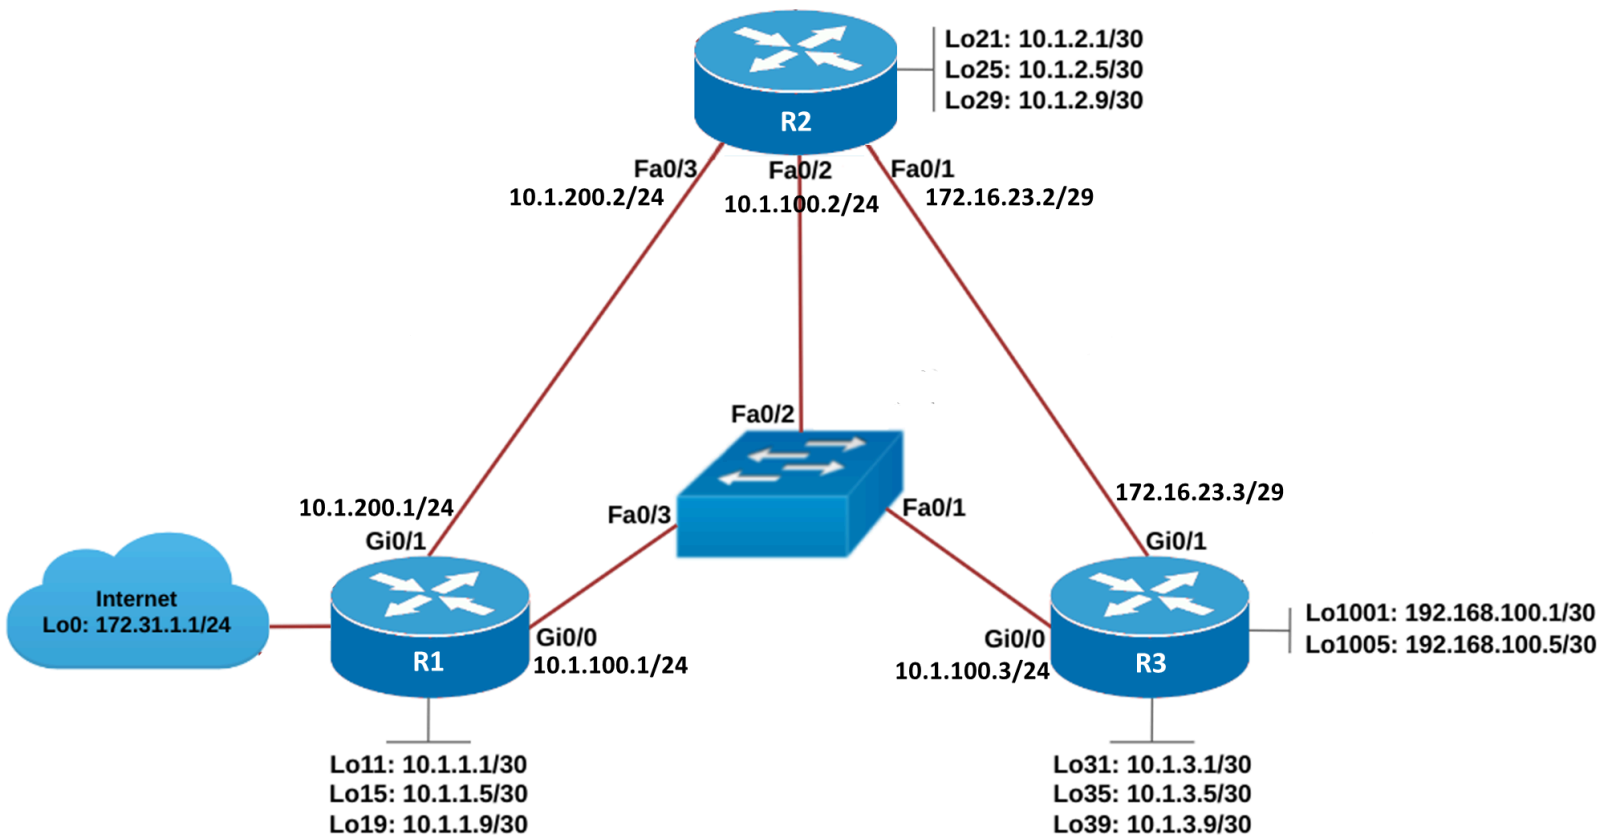 Lo21: 10.1.2.1/30
Lo25: 10.1.2.5/30
Lo29: 10.1.2.9/30
R2
Fa0/3
Fa0/2
Fa0/1
10.1.200.2/24
10.1.100.2/24
172.16.23.2/29
Fa0/2
10.1.200.1/24
172.16.23.3/29
Fa0/3
Fa0/1
Gi0/1
Gi0/1
Internet
Lo0: 172.31.1.1/24
Gi0/0
10.1.100.1/24
Gi0/0
10.1.100.3/24
R1
R3
Lo1001: 192.168.100.1/30
Lo1005: 192.168.100.5/30
Lo11: 10.1.1.1/30
Lo15: 10.1.1.5/30
Lo19: 10.1.1.9/30
Lo31: 10.1.3.1/30
Lo35: 10.1.3.5/30
Lo39: 10.1.3.9/30